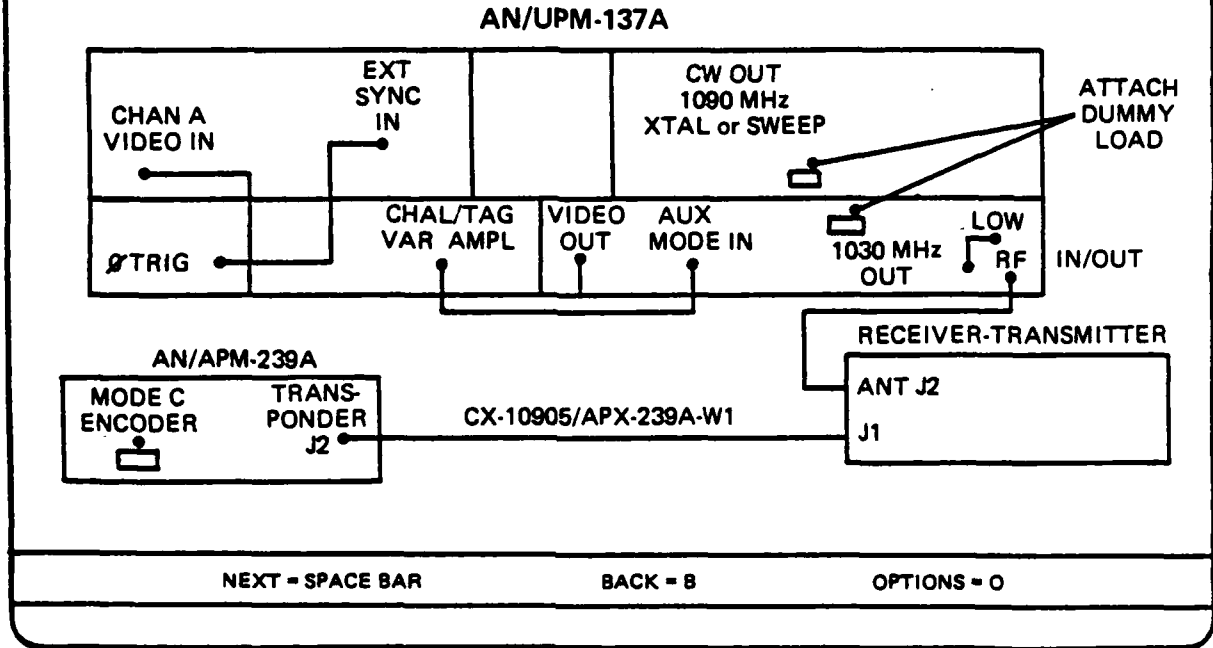 AN/UPM-137A
EXT
SYNC
IN
CHAN A
VIDEO IN
CW OUT
1090 MHz
XTAL or SWEEP
ATTACH
DUMMY
LOAD
ØTRIG
CHAL/TAG
VAR AMPL
VIDEO
OUT
AUX
MODE IN
1030 MHz
OUT
LOW
RF
IN/OUT
RECEIVER-TRANSMITTER
AN/APM-239A
MODE C
ENCODER
TRANS-
PONDER
J2
CX-10905/APX-239A-W1
ANT J2
J1
NEXT = SPACE BAR
BACK = B
OPTIONS = O